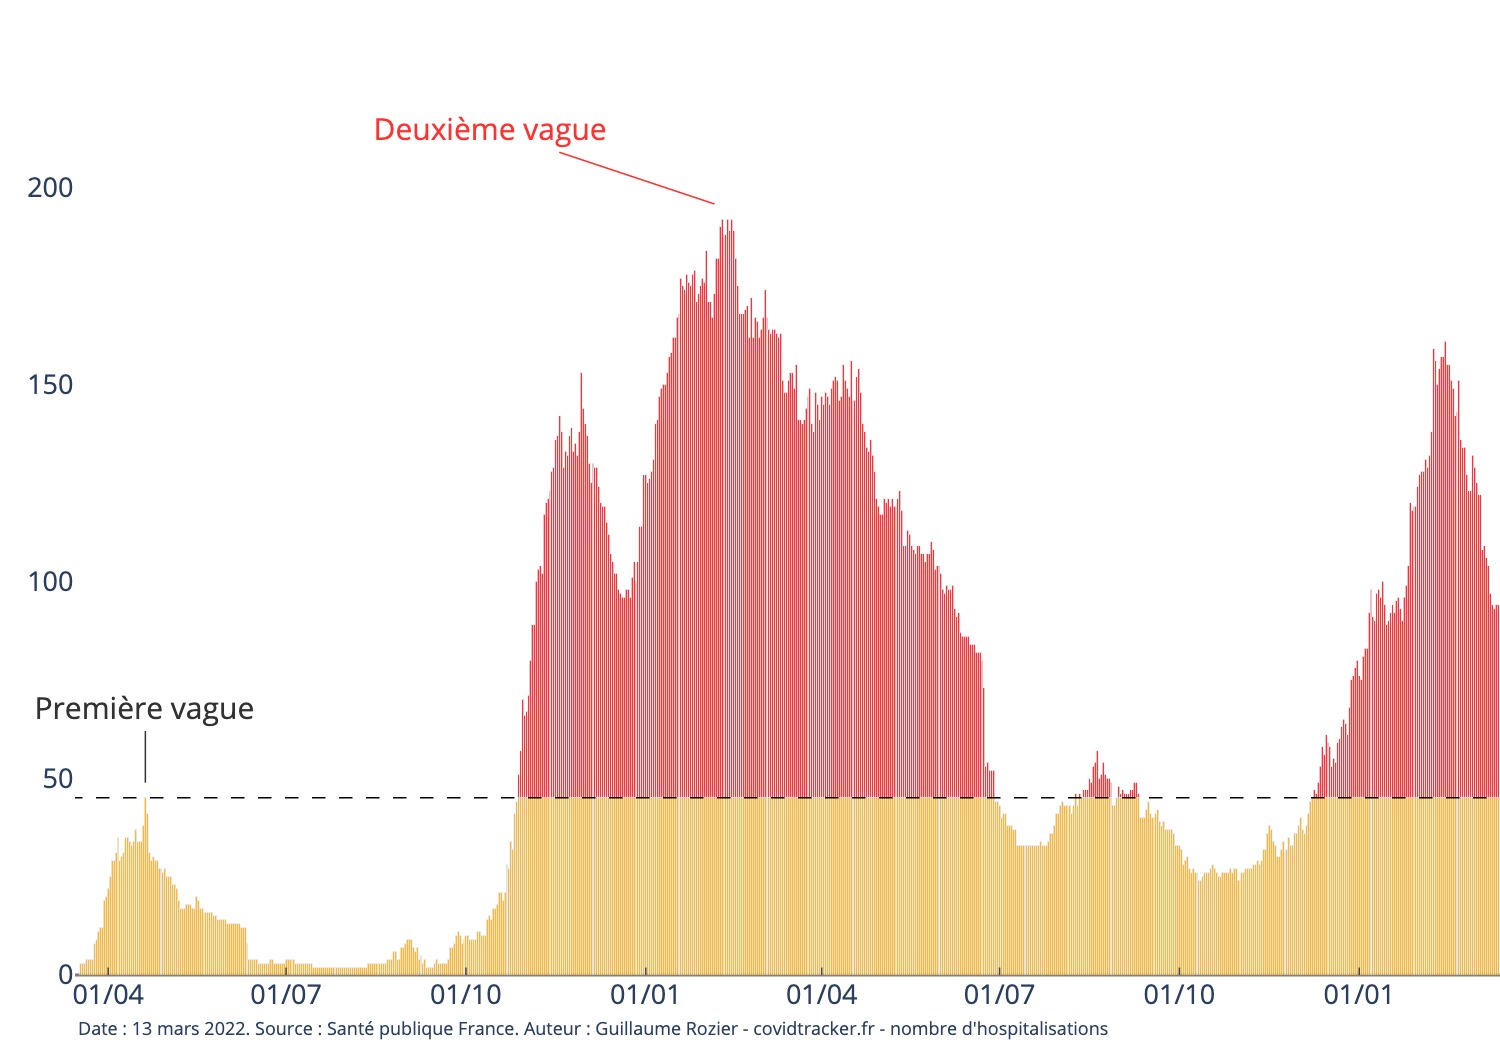 Deuxième vague
200
150
100
Première vague
50
0
01/04 01/07 01/10 01/01 01/04 01/07 01/10 01/01
Date : 13 mars 2022. Source : Santé publique France. Auteur : Guillaume Rozier - covidtracker.fr - nombre d'hospitalisations